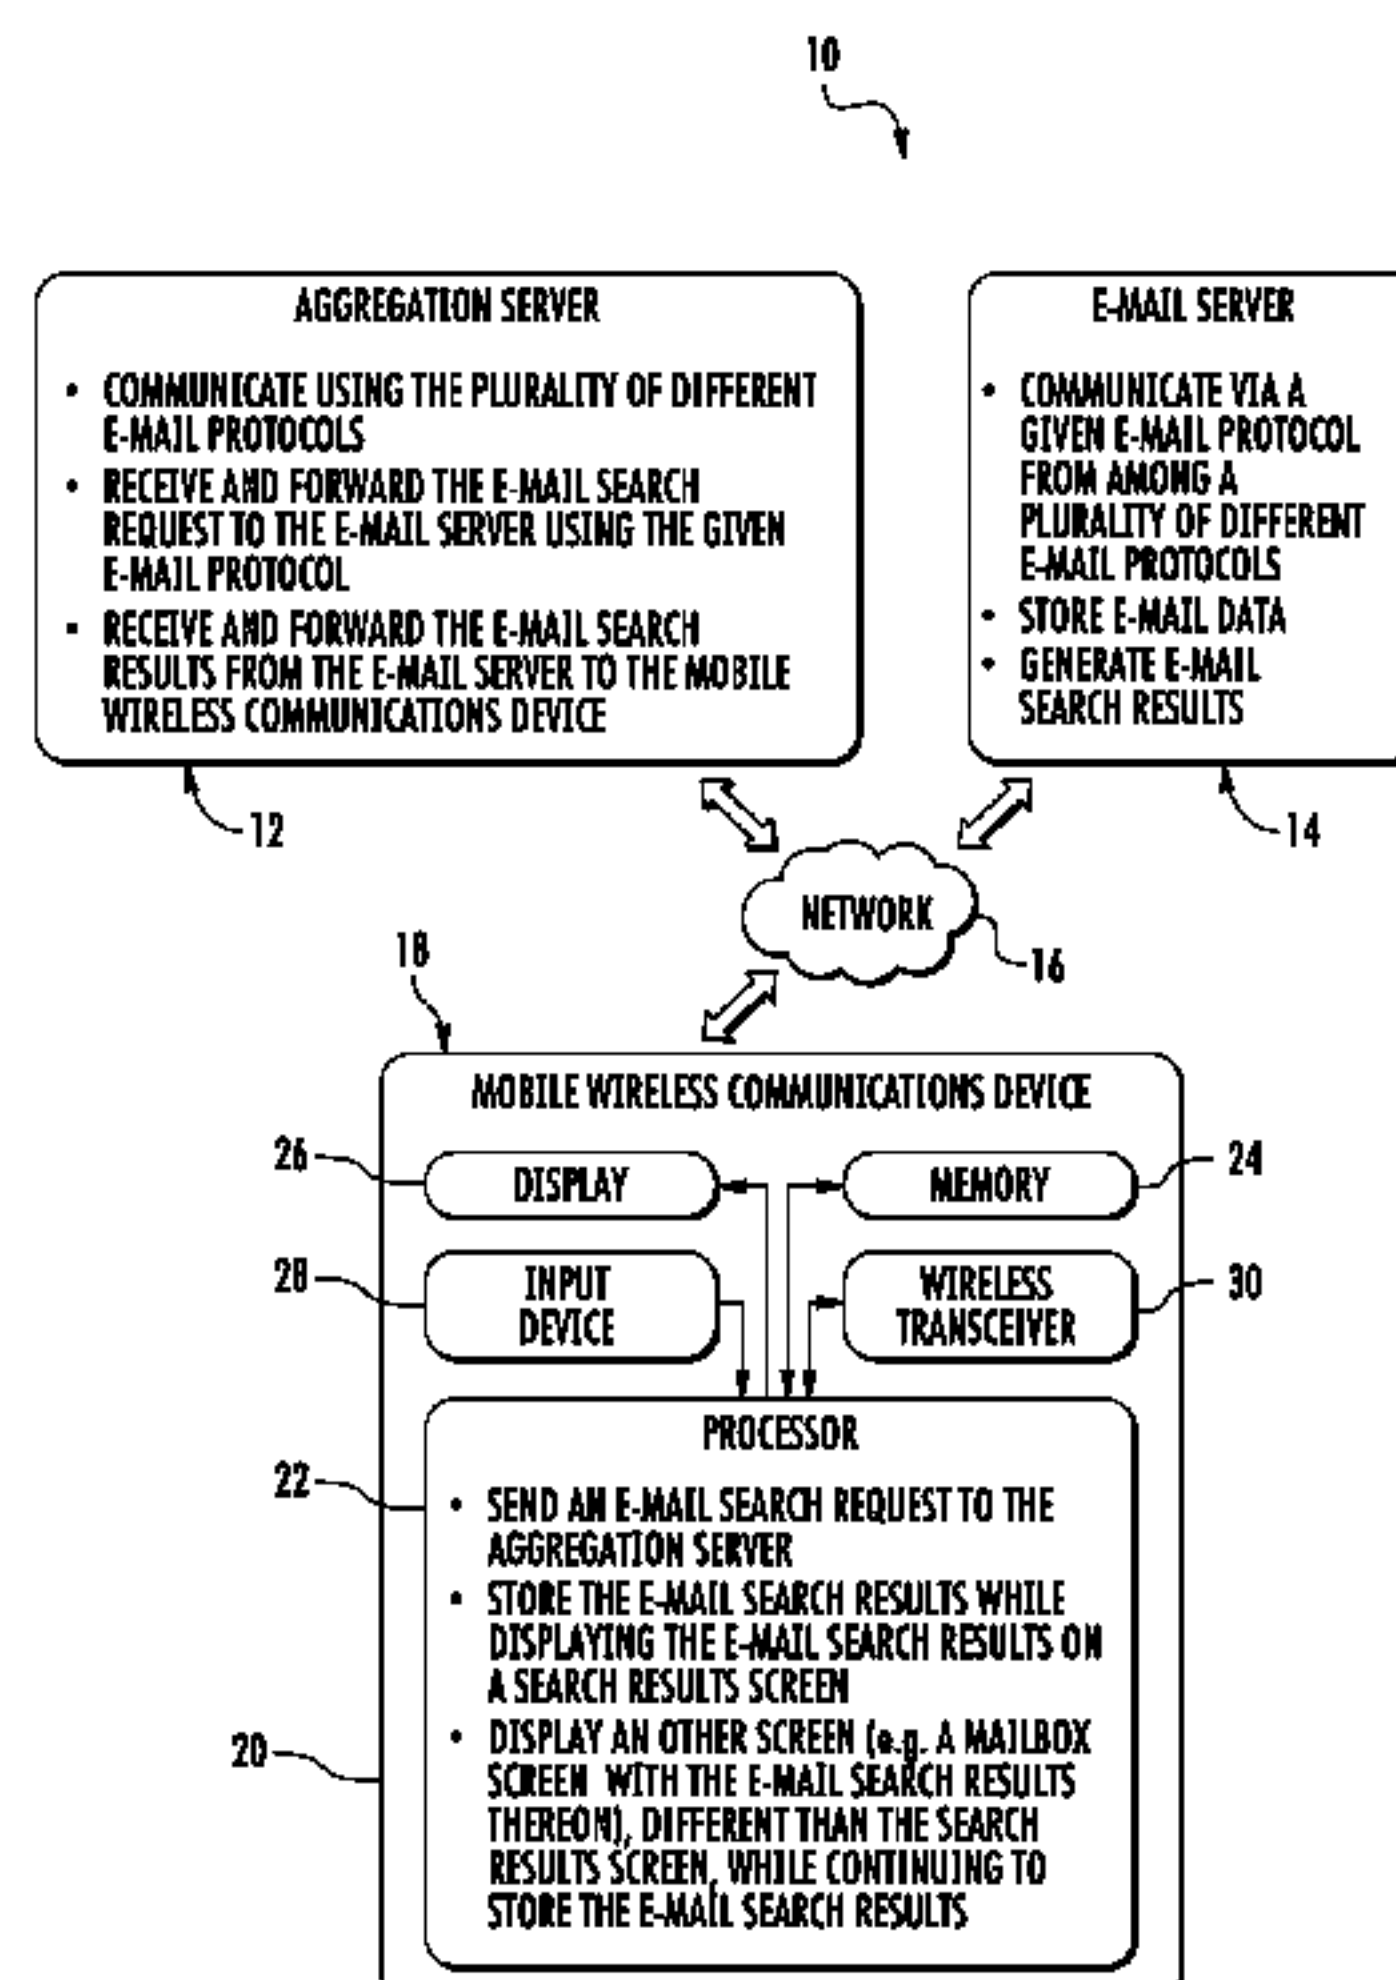 10
AGGREGATION SERVER
• COMMUNICATE USING THE PLURALITY OF DIFFERENT
E-MAIL PROTOCOLS
• RECEIVE AND FORWARD THE E-MAIL SEARCH
REQUEST TO THE E-MAIL SERVER USING THE GIVEN
E-MAIL PROTOCOL
• RECEIVE AND FORWARD THE E-MAIL SEARCH
RESULTS FROM THE E-MAIL SERVER TO THE MOBILE
WIRELESS COMMUNICATIONS DEVICE
12
E-MAIL SERVER
• COMMUNICATE VIA A
GIVEN E-MAIL PROTOCOL
FROM AMONG A
PLURALITY OF DIFFERENT
E-MAIL PROTOCOLS
• STORE E-MAIL DATA
• GENERATE E-MAIL
SEARCH RESULTS
14
NETWORK
16
18
MOBILE WIRELESS COMMUNICATIONS DEVICE
26
DISPLAY
MEMORY
24
28
INPUT
DEVICE
WIRELESS
TRANSCEIVER
30
PROCESSOR
22
• SEND AN E-MAIL SEARCH REQUEST TO THE
AGGREGATION SERVER
• STORE THE E-MAIL SEARCH RESULTS WHILE
DISPLAYING THE E-MAIL SEARCH RESULTS ON
A SEARCH RESULTS SCREEN
• DISPLAY AN OTHER SCREEN (e.g. A MAILBOX
SCREEN WITH THE E-MAIL SEARCH RESULTS
THEREON), DIFFERENT THAN THE SEARCH
RESULTS SCREEN, WHILE CONTINUING TO
STORE THE E-MAIL SEARCH RESULTS
20